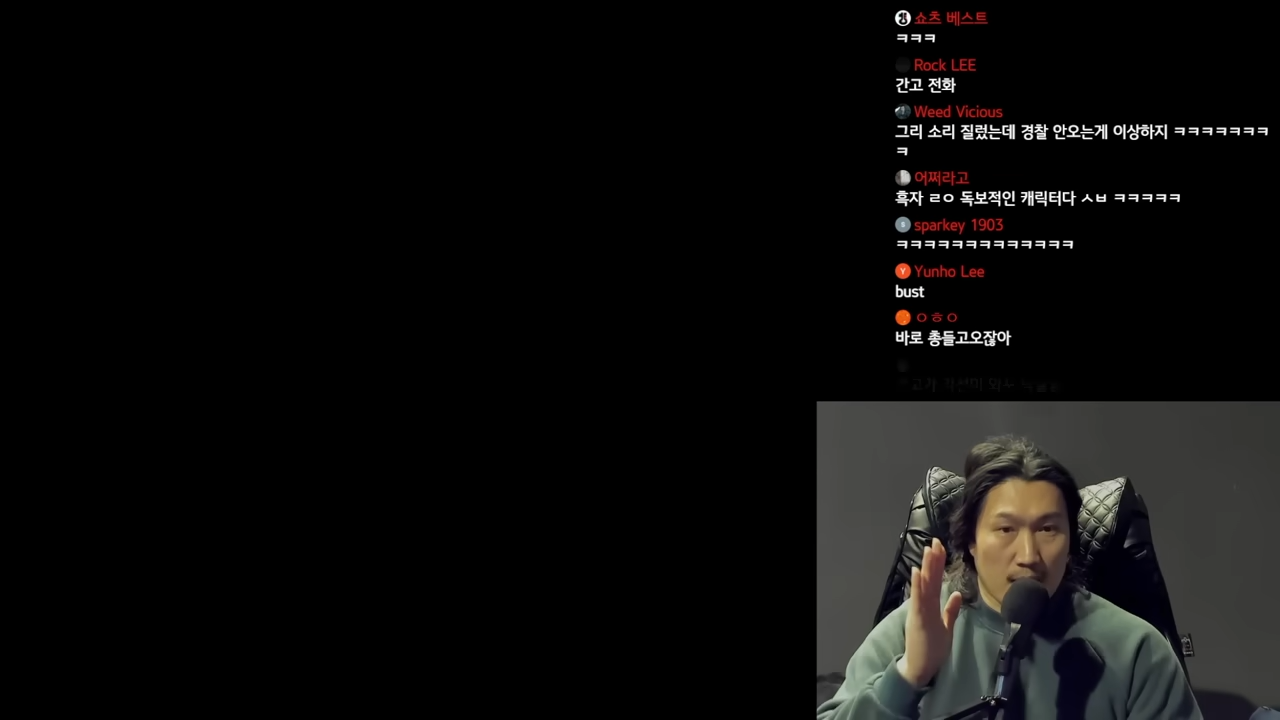 쇼츠 베스트
ㅋㅋㅋ
Rock LEE
간고 전화
Weed Vicious
그리 소리 질렀는데 경찰 안오는게 이상하지 ㅋㅋㅋㅋㅋㅋㅋ
ㅋ
어쩌라고
흑자 ㄹㅇ 독보적인 캐릭터다 ㅅㅂ ㅋㅋㅋㅋㅋ
sparkey 1903
ㅋㅋㅋㅋㅋㅋㅋㅋㅋㅋㅋㅋㅋ
Yunho Lee
bust
ㅇㅎㅇ
바로 총들고오잖아